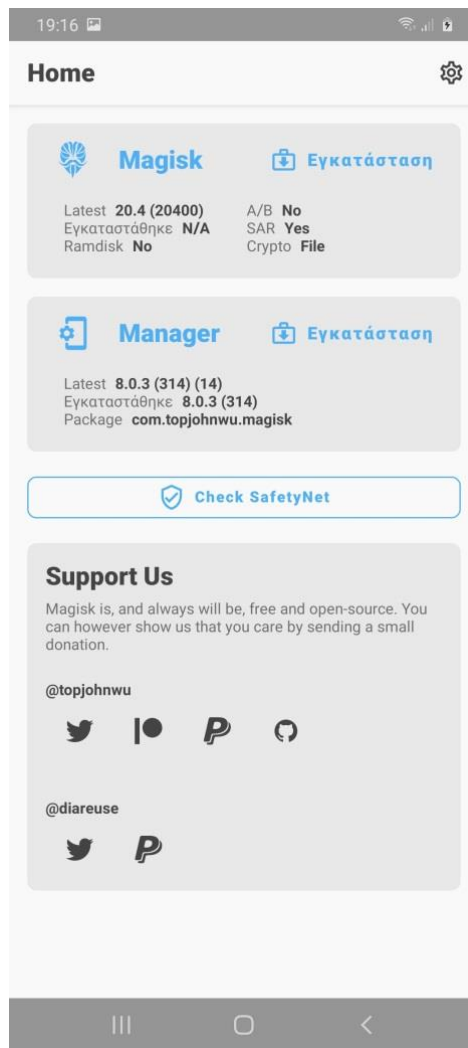 19:16
Home
Magisk Εγκατάσταση
Latest 20.4 (20400) A/B No
Εγκαταστάθηκε N/A SAR Yes
Ramdisk No Crypto File
Manager Εγκατάσταση
Latest 8.0.3 (314) (14)
Εγκαταστάθηκε 8.0.3 (314)
Package com.topjohnwu.magisk
Check SafetyNet
Support Us
Magisk is, and always will be, free and open-source. You
can however show us that you care by sending a small
donation.
@topjohnwu
@diareuse